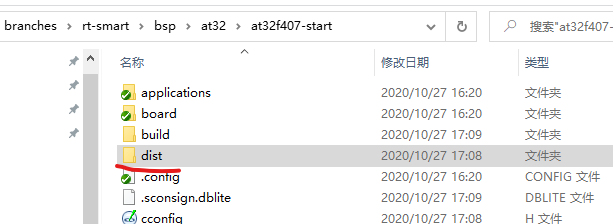 branches › rt-smart › bsp › at32 › at32f407-start 搜索"at32f407-
名称 修改日期 类型
applications 2020/10/27 16:20 文件夹
board 2020/10/27 16:20 文件夹
build 2020/10/27 17:09 文件夹
dist 2020/10/27 17:08 文件夹
.config 2020/10/27 16:20 CONFIG 文件
.sconsign.dblite 2020/10/27 17:09 DBLITE 文件
cconfig 2020/10/27 17:08 H 文件